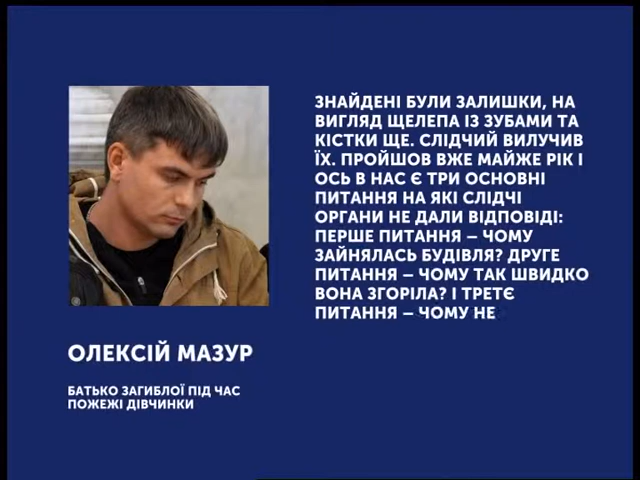 ЗНАЙДЕНІ БУЛИ ЗАЛИШКИ, НА
ВИГЛЯД ЩЕЛЕПА ІЗ ЗУБАМИ ТА
КІСТКИ ЩЕ. СЛІДЧИЙ ВИЛУЧИВ
ЇХ. ПРОЙШОВ ВЖЕ МАЙЖЕ РІК І
ОСЬ В НАС Є ТРИ ОСНОВНІ
ПИТАННЯ НА ЯКІ СЛІДЧІ
ОРГАНИ НЕ ДАЛИ ВІДПОВІДІ:
ПЕРШЕ ПИТАННЯ – ЧОМУ
ЗАЙНЯЛАСЬ БУДІВЛЯ? ДРУГЕ
ПИТАННЯ – ЧОМУ ТАК ШВИДКО
ВОНА ЗГОРІЛА? І ТРЕТЄ
ПИТАННЯ – ЧОМУ НЕ
ОЛЕКСІЙ МАЗУР
БАТЬКО ЗАГИБЛОЇ ПІД ЧАС
ПОЖЕЖІ ДІВЧИНКИ